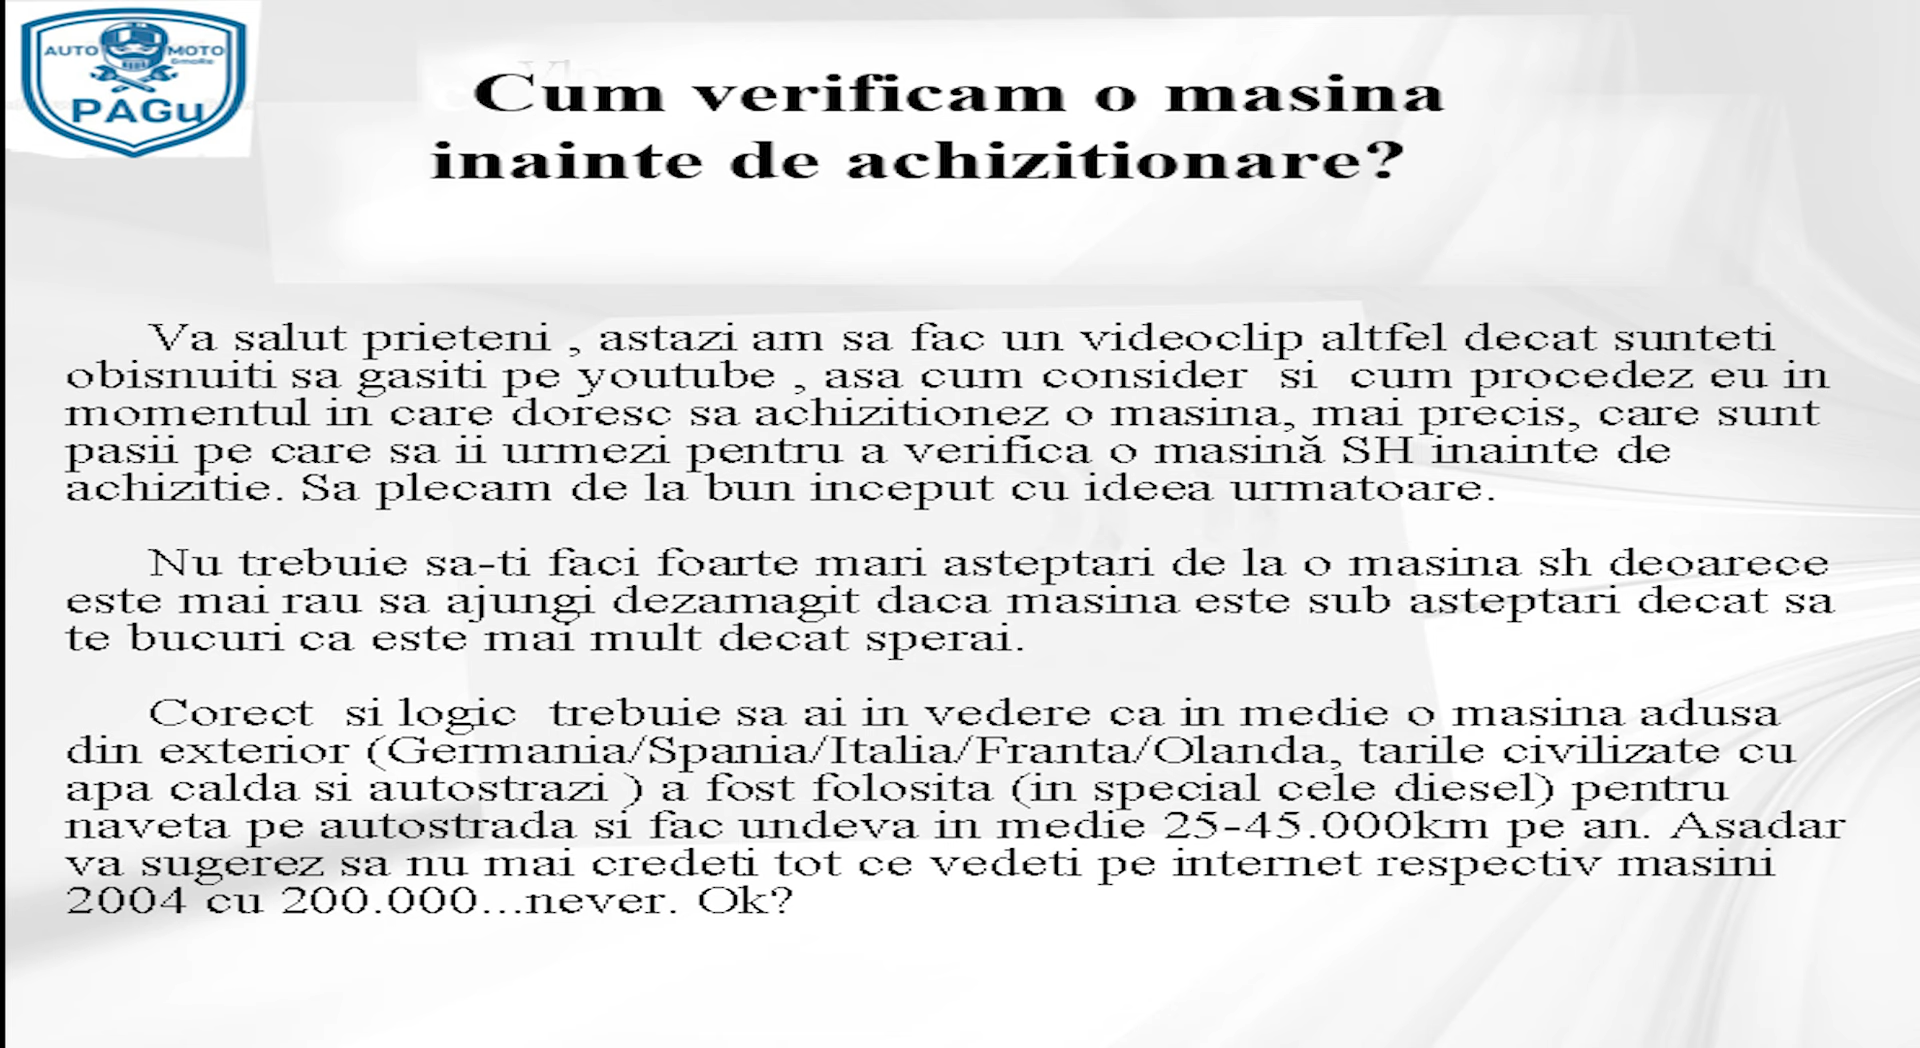 AUTO MOTO
PAGu
Cum verificam o masina
inainte de achizitionare?
Va salut prieteni , astazi am sa fac un videoclip altfel decat sunteti
obisnuiti sa gasiti pe youtube , asa cum consider si cum procedez eu in
momentul in care doresc sa achizitionez o masina, mai precis, care sunt
pasii pe care sa ii urmezi pentru a verifica o masină SH inainte de
achizitie. Sa plecam de la bun inceput cu ideea urmatoare.
Nu trebuie sa-ti faci foarte mari asteptari de la o masina sh deoarece
este mai rau sa ajungi dezamagit daca masina este sub asteptari decat sa
te bucuri ca este mai mult decat sperai.
Corect si logic trebuie sa ai in vedere ca in medie o masina adusa
din exterior (Germania/Spania/Italia/Franta/Olanda, tarile civilizate cu
apa calda si autostrazi ) a fost folosita (in special cele diesel) pentru
naveta pe autostrada si fac undeva in medie 25-45.000km pe an. Asadar
va sugerez sa nu mai credeti tot ce vedeti pe internet respectiv masini
2004 cu 200.000...never. Ok?